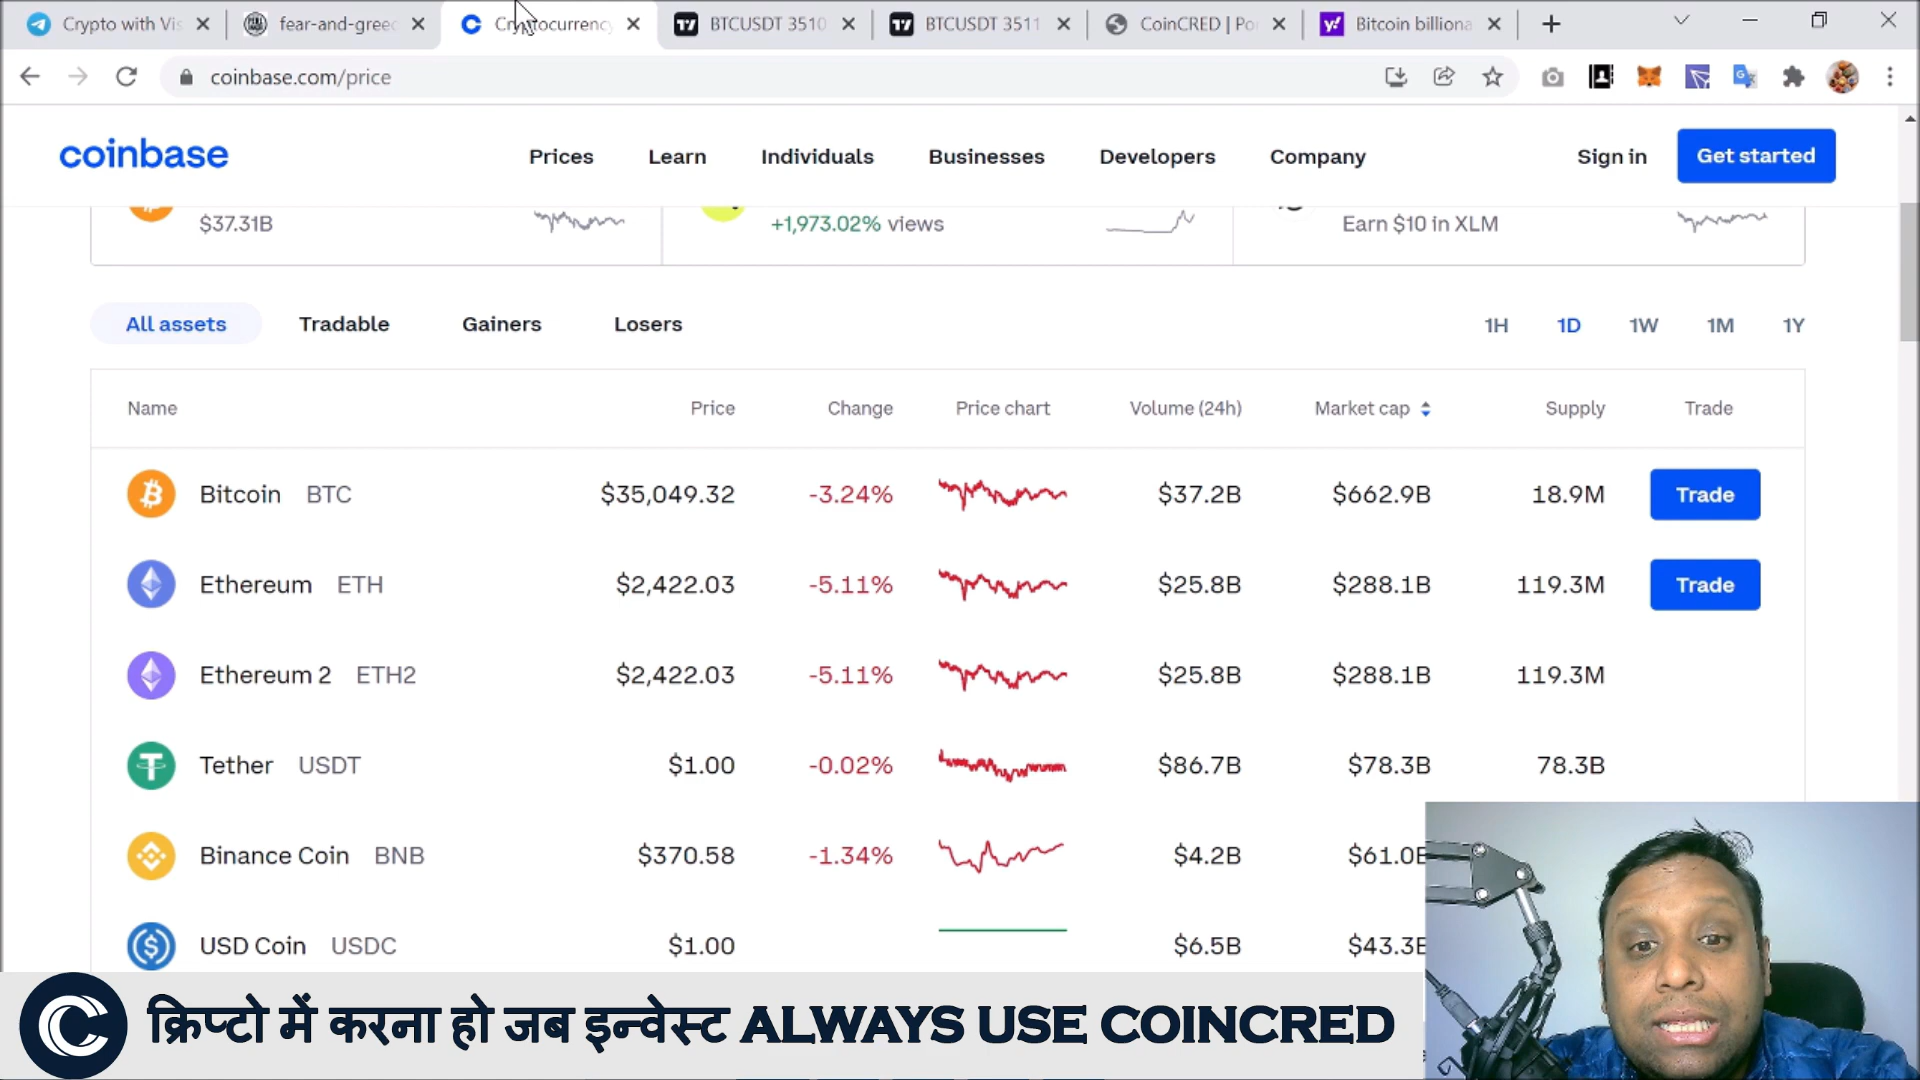 Crypto with Vis
fear-and-greed
Cryptocurrency
BTCUSDT 3510
BTCUSDT 3511
CoinCRED | Po
Bitcoin billiona
coinbase.com/price
coinbase
Prices
Learn
Individuals
Businesses
Developers
Company
Sign in
Get started
$37.31B
+1,973.02% views
Earn $10 in XLM
All assets
Tradable
Gainers
Losers
1H
1D
1W
1M
1Y
Name Price Change Price chart Volume (24h) Market cap Supply Trade
Bitcoin BTC $35,049.32 -3.24% $37.2B $662.9B 18.9M Trade
Ethereum ETH $2,422.03 -5.11% $25.8B $288.1B 119.3M Trade
Ethereum 2 ETH2 $2,422.03 -5.11% $25.8B $288.1B 119.3M
Tether USDT $1.00 -0.02% $86.7B $78.3B 78.3B
Binance Coin BNB $370.58 -1.34% $4.2B $61.0B
USD Coin USDC $1.00 $6.5B $43.3B
क्रिप्टो में करना हो जब इन्वेस्ट ALWAYS USE COINCRED